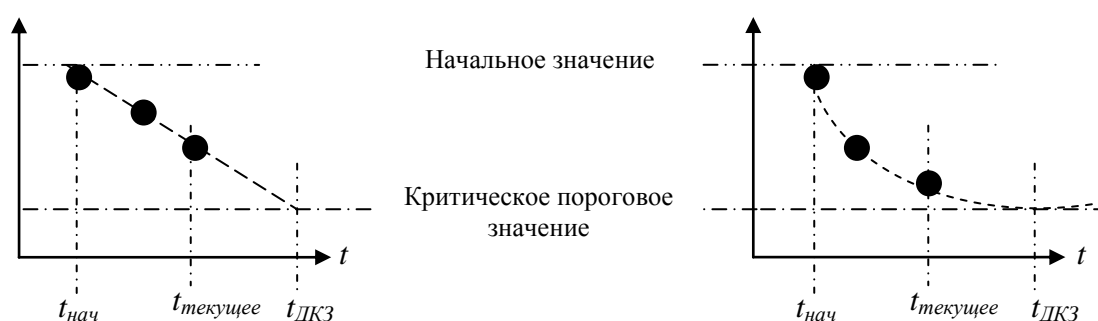 Начальное значение
Критическое пороговое
значение
t
t
tнач
tтекущее
tДКЗ
tнач
tтекущее
tДКЗ